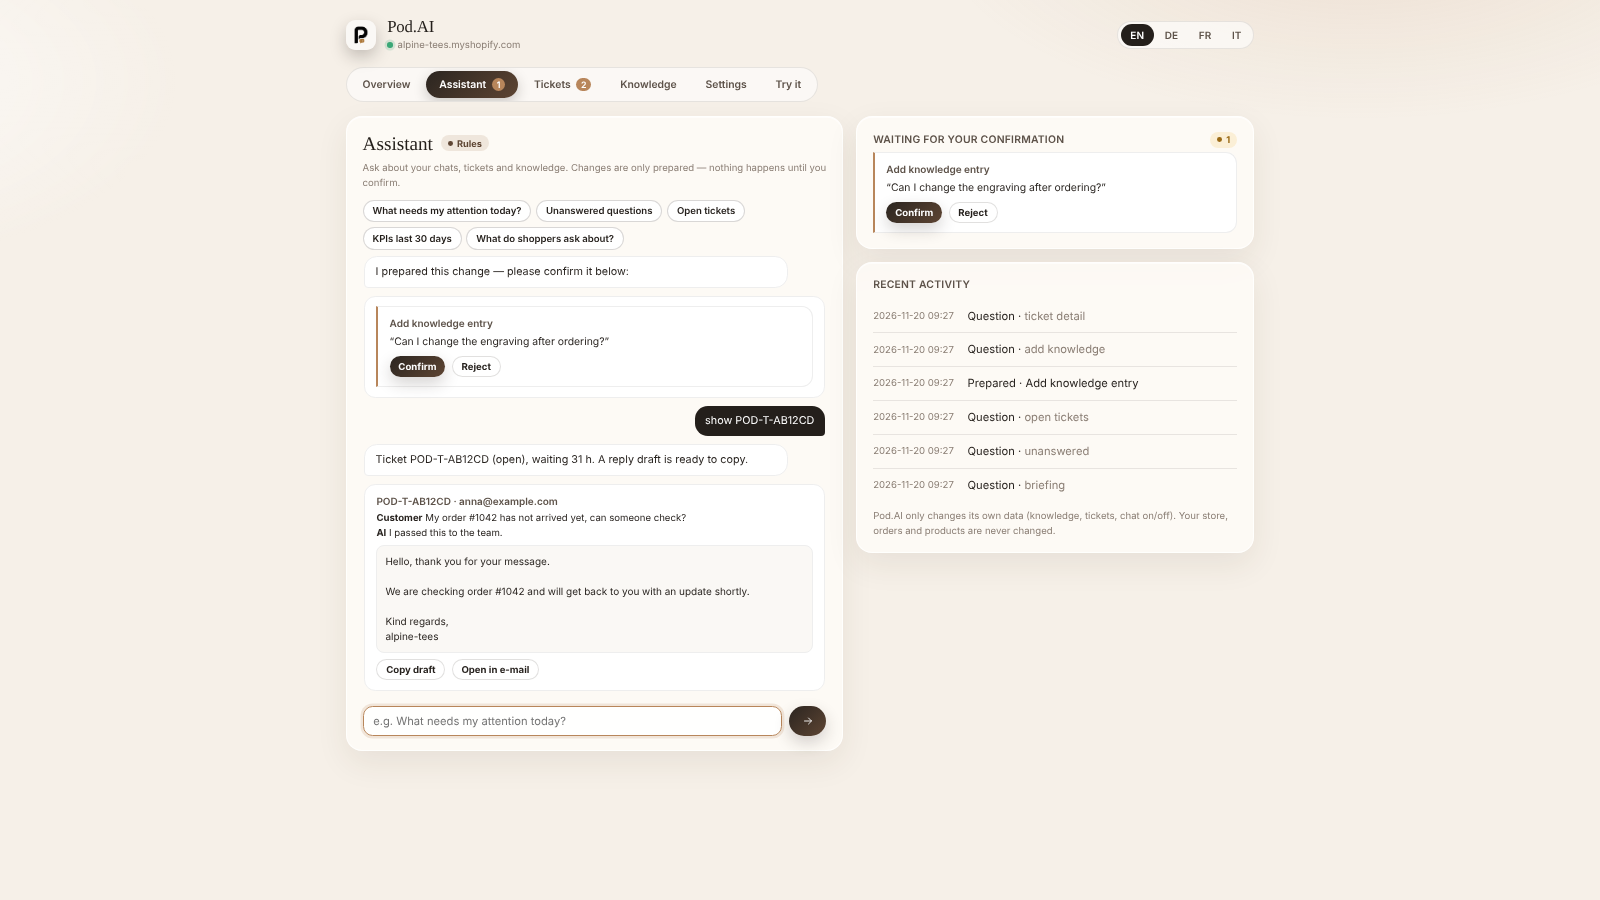 Pod.AI
alpine-tees.myshopify.com
EN DE FR IT
Overview Assistant 1 Tickets 2 Knowledge Settings Try it
Assistant Rules
Ask about your chats, tickets and knowledge. Changes are only prepared — nothing happens until you
confirm.
What needs my attention today? Unanswered questions Open tickets
KPIs last 30 days What do shoppers ask about?
I prepared this change — please confirm it below:
Add knowledge entry
“Can I change the engraving after ordering?”
Confirm Reject
show POD-T-AB12CD
Ticket POD-T-AB12CD (open), waiting 31 h. A reply draft is ready to copy.
POD-T-AB12CD · anna@example.com
Customer My order #1042 has not arrived yet, can someone check?
AI I passed this to the team.
Hello, thank you for your message.
We are checking order #1042 and will get back to you with an update shortly.
Kind regards,
alpine-tees
Copy draft Open in e-mail
e.g. What needs my attention today?
WAITING FOR YOUR CONFIRMATION 1
Add knowledge entry
“Can I change the engraving after ordering?”
Confirm Reject
RECENT ACTIVITY
2026-11-20 09:27 Question · ticket detail
2026-11-20 09:27 Question · add knowledge
2026-11-20 09:27 Prepared · Add knowledge entry
2026-11-20 09:27 Question · open tickets
2026-11-20 09:27 Question · unanswered
2026-11-20 09:27 Question · briefing
Pod.AI only changes its own data (knowledge, tickets, chat on/off). Your store,
orders and products are never changed.